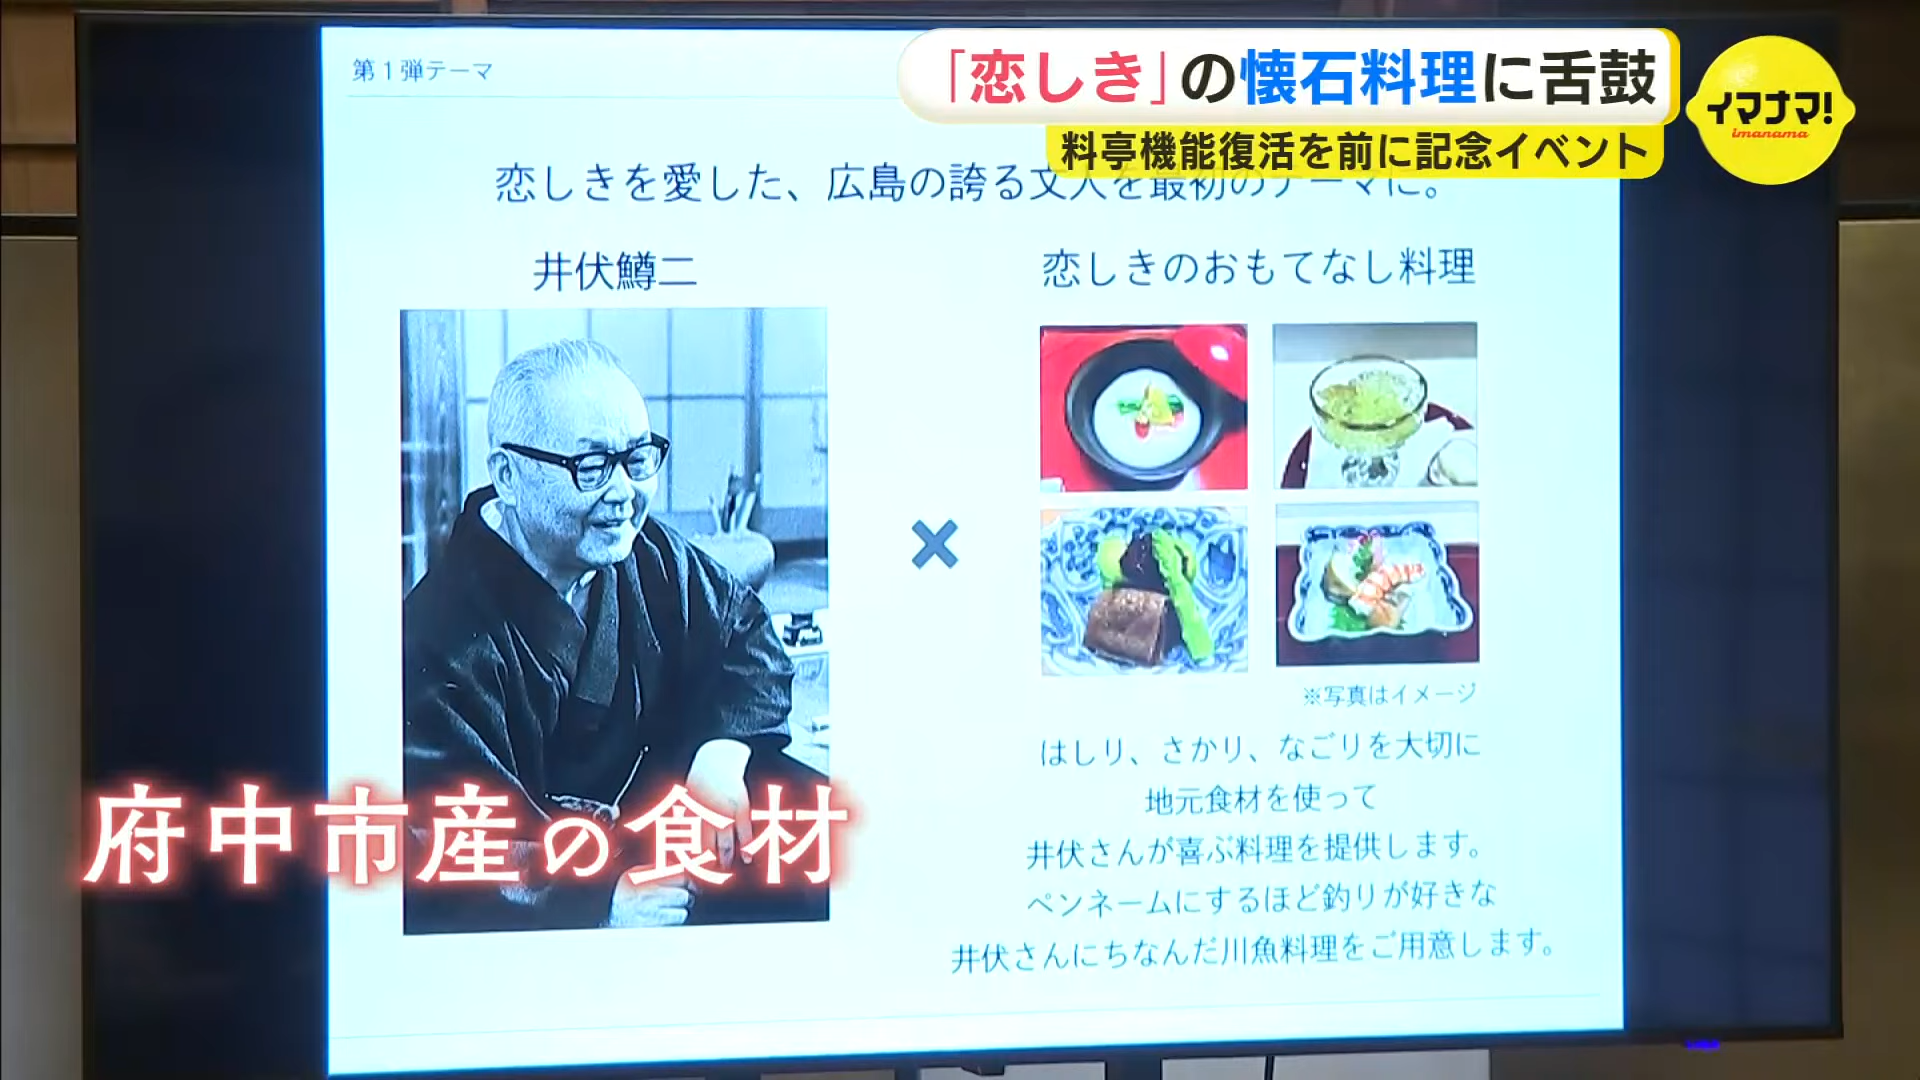 第1弾テーマ
「恋しき」の懐石料理に舌鼓
料亭機能復活を前に記念イベント
イマナマ!
imanama
恋しきを愛した、広島の誇る文人を最初のテーマに。
井伏鱒二
恋しきのおもてなし料理
×
※写真はイメージ
はしり、さかり、なごりを大切に
地元食材を使って
井伏さんが喜ぶ料理を提供します。
ペンネームにするほど釣りが好きな
井伏さんにちなんだ川魚料理をご用意します。
府中市産の食材